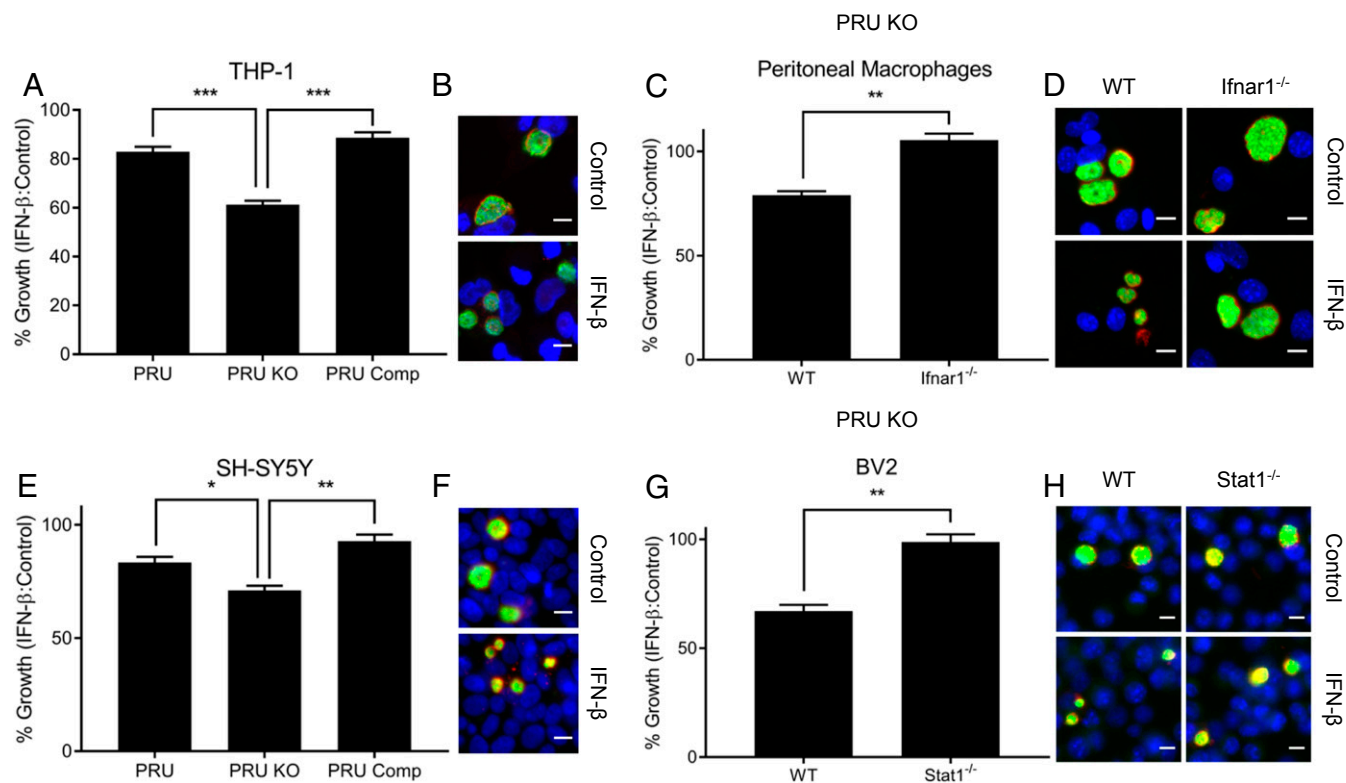 PRU KO
A
THP-1
B
C
Peritoneal Macrophages
D
WT
Ifnar1-/-
***
***
**
100
80
60
40
20
0
% Growth (IFN-β:Control)
PRU
PRU KO
PRU Comp
Control
IFN-β
100
50
0
% Growth (IFN-β:Control)
WT
Ifnar1-/-
Control
IFN-β
PRU KO
E
SH-SY5Y
F
G
BV2
H
WT
Stat1-/-
*
**
**
100
50
0
% Growth (IFN-β:Control)
PRU
PRU KO
PRU Comp
Control
IFN-β
100
50
0
% Growth (IFN-β:Control)
WT
Stat1-/-
Control
IFN-β